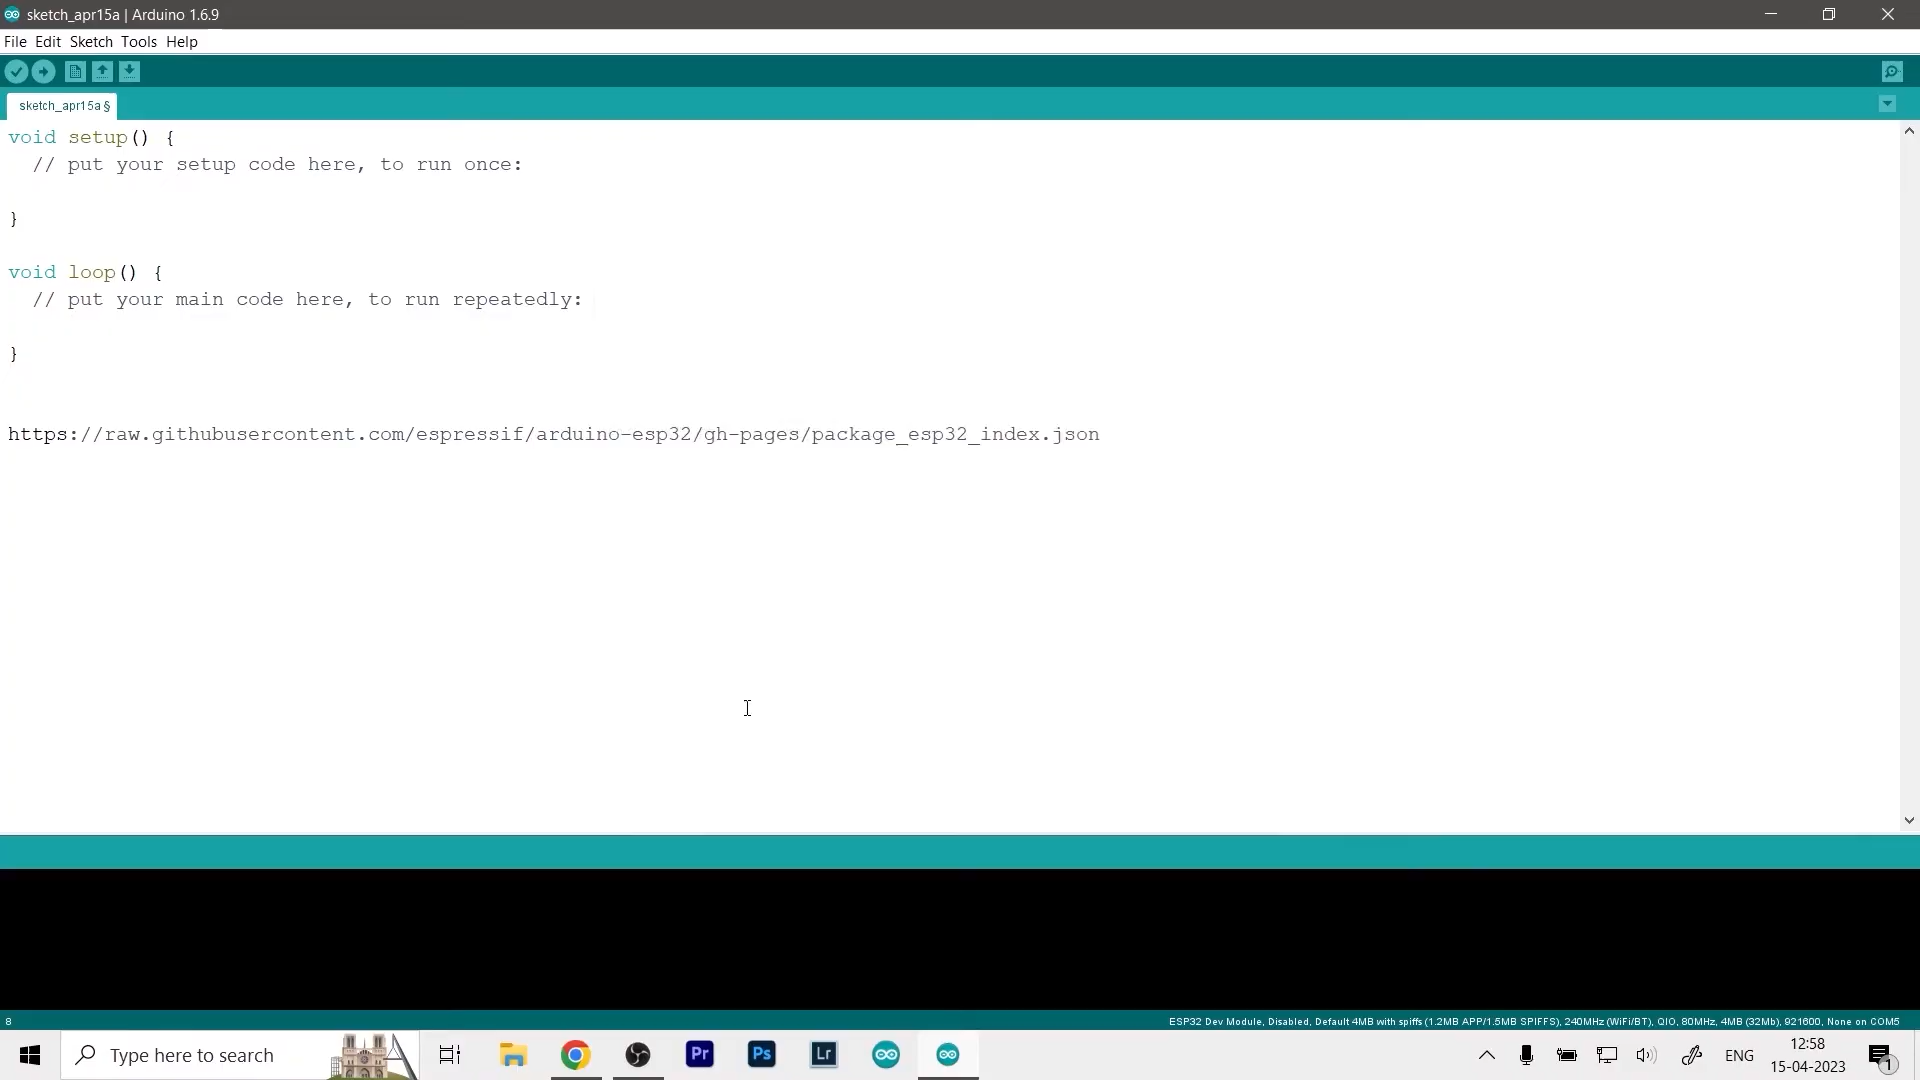 sketch_apr15a | Arduino 1.6.9
File Edit Sketch Tools Help
sketch_apr15a §
void setup() {
// put your setup code here, to run once:
}
void loop() {
// put your main code here, to run repeatedly:
}
https://raw.githubusercontent.com/espressif/arduino-esp32/gh-pages/package_esp32_index.json
8
ESP32 Dev Module, Disabled, Default 4MB with spiffs (1.2MB APP/1.5MB SPIFFS), 240MHz (WiFi/BT), QIO, 80MHz, 4MB (32Mb), 921600, None on COM5
Type here to search
Pr
Ps
Lr
ENG
12:58
15-04-2023
1